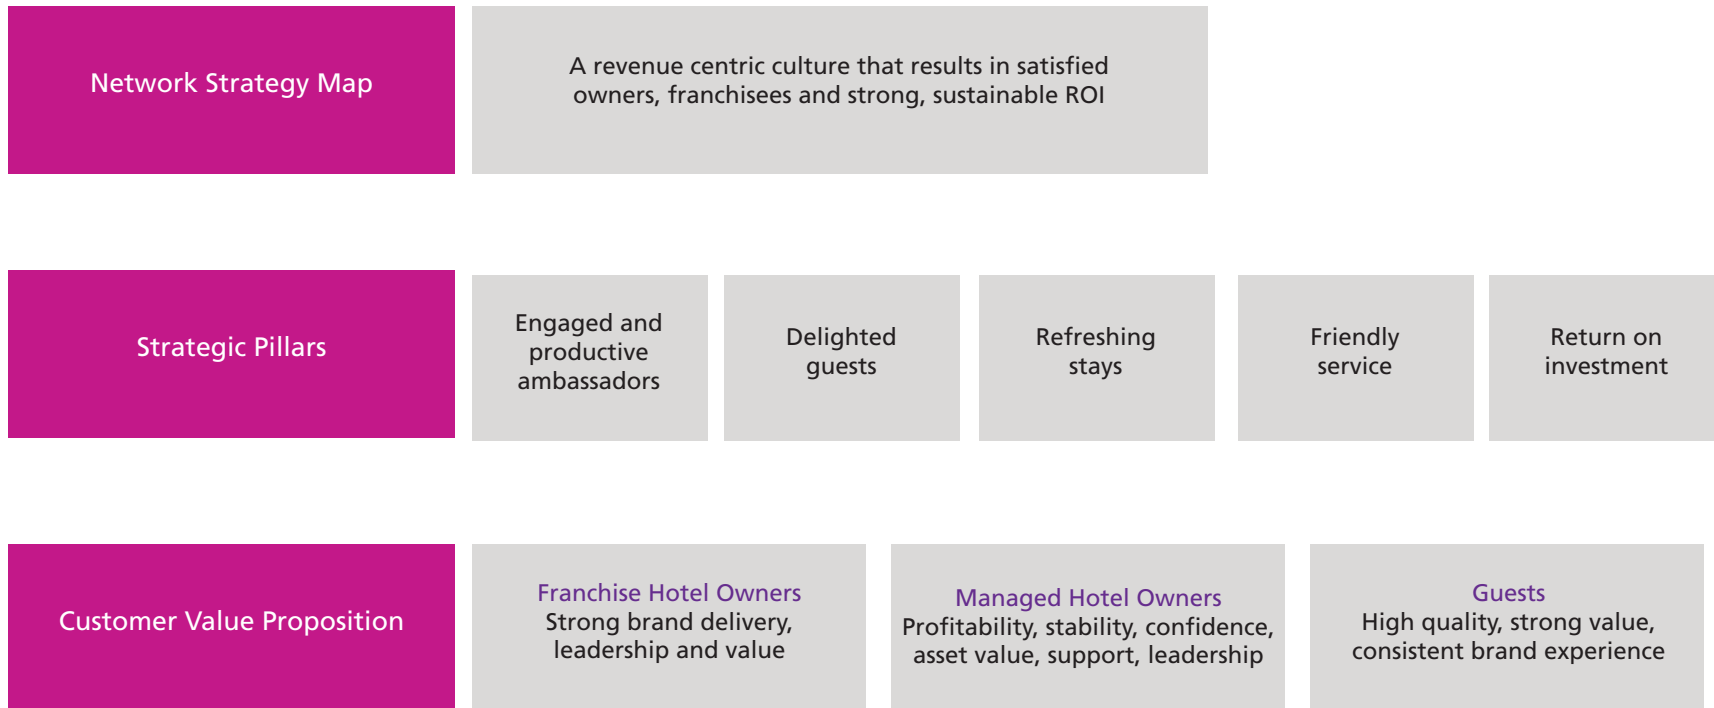 Network Strategy Map
A revenue centric culture that results in satisfied
owners, franchisees and strong, sustainable ROI
Strategic Pillars
Engaged and
productive
ambassadors
Delighted
guests
Refreshing
stays
Friendly
service
Return on
investment
Customer Value Proposition
Franchise Hotel Owners
Strong brand delivery,
leadership and value
Managed Hotel Owners
Profitability, stability, confidence,
asset value, support, leadership
Guests
High quality, strong value,
consistent brand experience